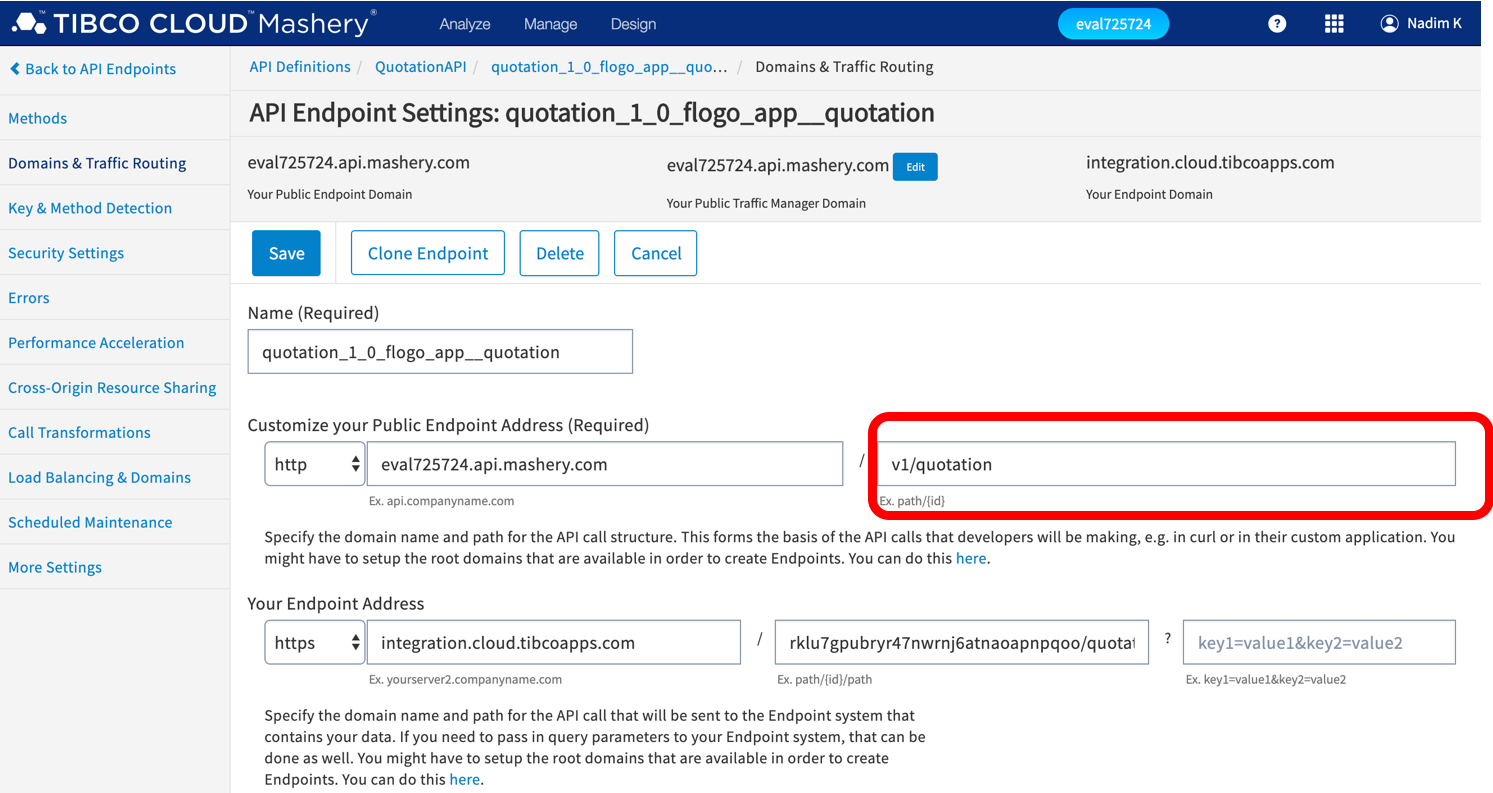 TIBCO CLOUD™ Mashery® Analyze Manage Design eval725724 ? Nadim K
Back to API Endpoints
API Definitions / QuotationAPI / quotation_1_0_flogo_app__quo... / Domains & Traffic Routing
Methods
Domains & Traffic Routing
Key & Method Detection
Security Settings
Errors
Performance Acceleration
Cross-Origin Resource Sharing
Call Transformations
Load Balancing & Domains
Scheduled Maintenance
More Settings
API Endpoint Settings: quotation_1_0_flogo_app__quotation
eval725724.api.mashery.com
Your Public Endpoint Domain
eval725724.api.mashery.com Edit
Your Public Traffic Manager Domain
integration.cloud.tibcoapps.com
Your Endpoint Domain
Save Clone Endpoint Delete Cancel
Name (Required)
quotation_1_0_flogo_app__quotation
Customize your Public Endpoint Address (Required)
http eval725724.api.mashery.com / v1/quotation
Ex. api.companyname.com Ex. path/{id}
Specify the domain name and path for the API call structure. This forms the basis of the API calls that developers will be making, e.g. in curl or in their custom application. You
might have to setup the root domains that are available in order to create Endpoints. You can do this here.
Your Endpoint Address
https integration.cloud.tibcoapps.com / rklu7gpubryr47nwrnj6atnaoapnpqoo/quotat ? key1=value1&key2=value2
Ex. yourserver2.companyname.com Ex. path/{id}/path Ex. key1=value1&key2=value2
Specify the domain name and path for the API call that will be sent to the Endpoint system that
contains your data. If you need to pass in query parameters to your Endpoint system, that can be
done as well. You might have to setup the root domains that are available in order to create
Endpoints. You can do this here.